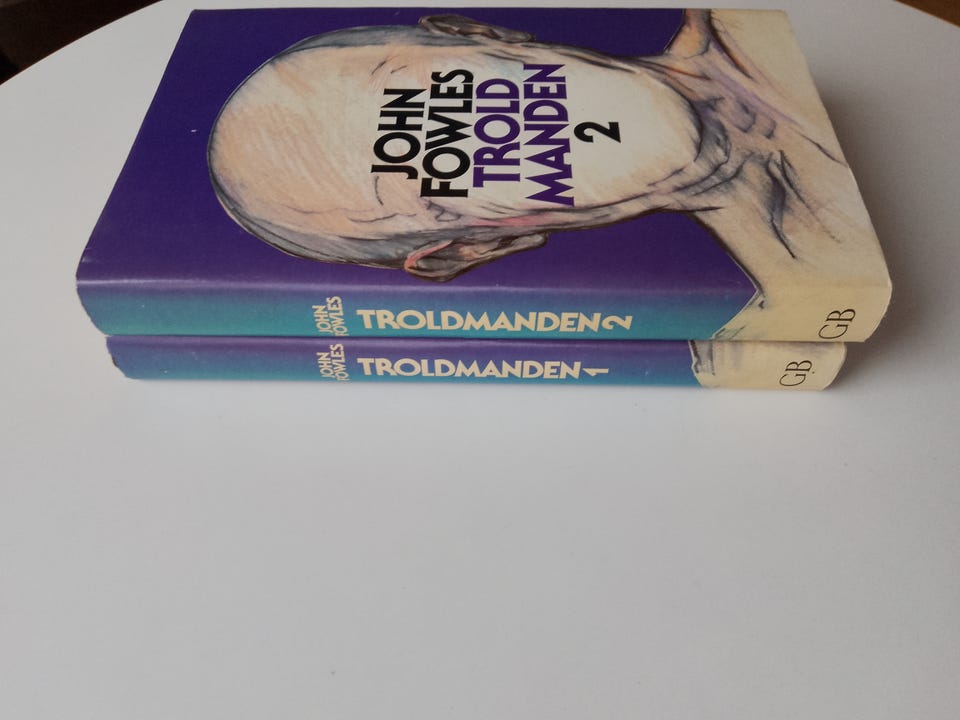 JOHN
FOWLES
TROLD
MANDEN
2
JOHN
FOWLES
TROLDMANDEN 2
GB
JOHN
FOWLES
TROLDMANDEN 1
GB